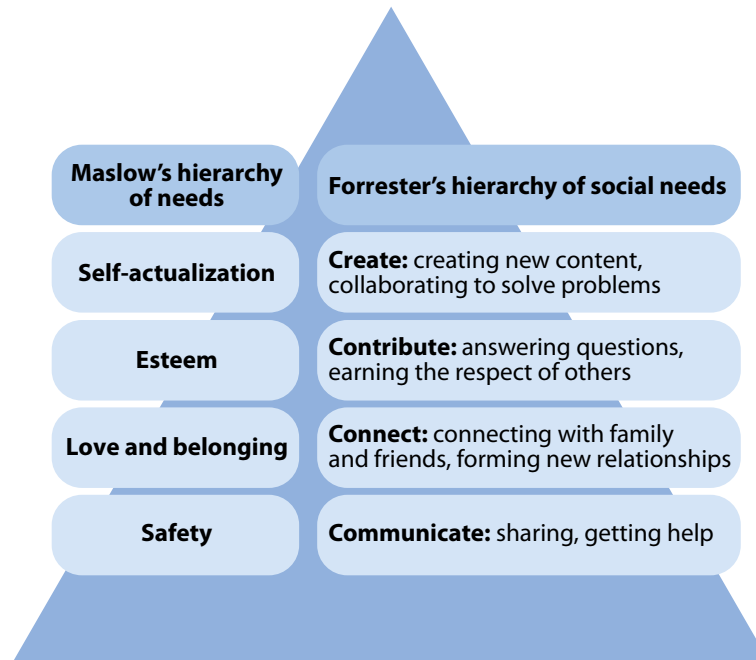 Maslow's hierarchy
of needs
Forrester's hierarchy of social needs
Self-actualization
Create: creating new content,
collaborating to solve problems
Esteem
Contribute: answering questions,
earning the respect of others
Love and belonging
Connect: connecting with family
and friends, forming new relationships
Safety
Communicate: sharing, getting help